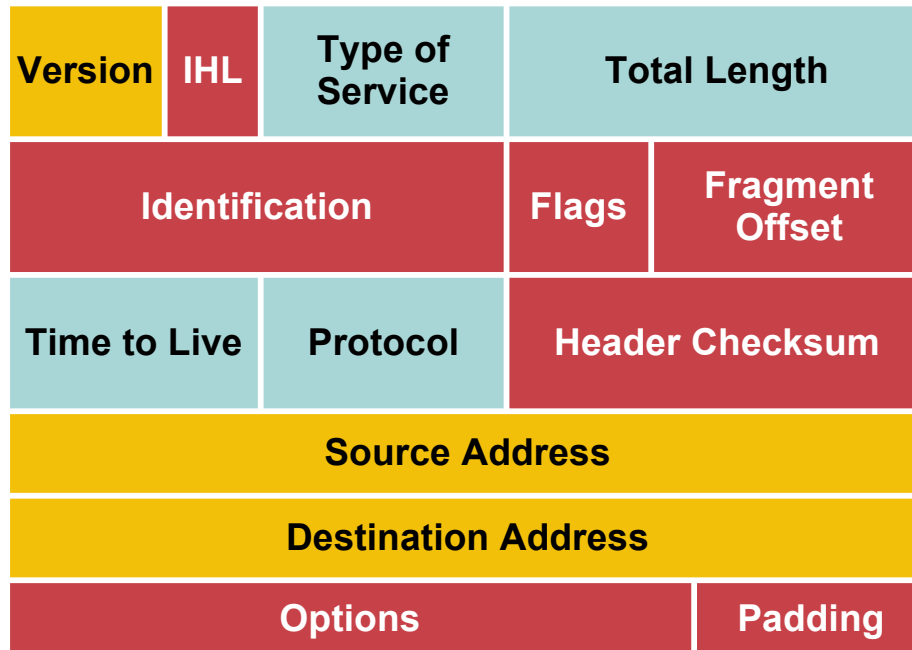 Version
IHL
Type of
Service
Total Length
Identification
Flags
Fragment
Offset
Time to Live
Protocol
Header Checksum
Source Address
Destination Address
Options
Padding